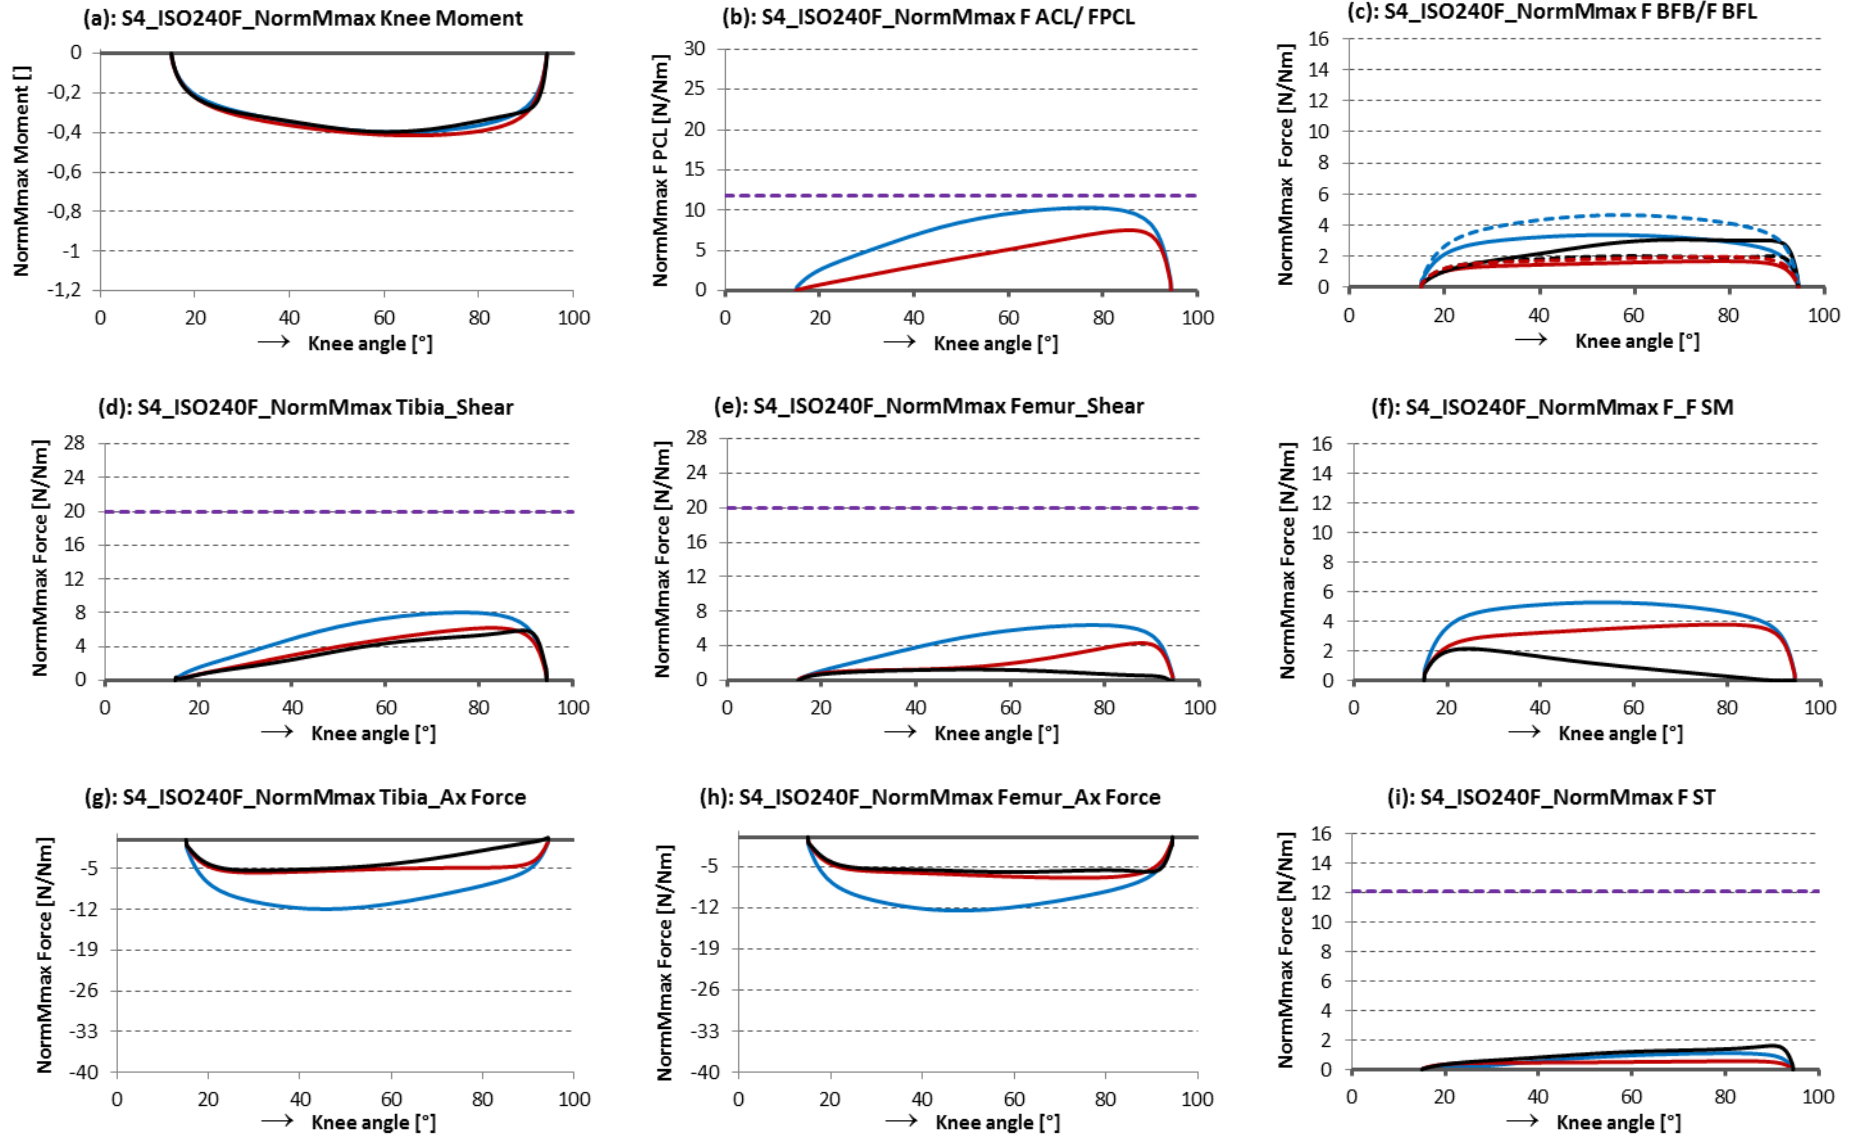 (a): S4_ISO240F_NormMmax Knee Moment
NormMmax Moment []
0
-0,2
-0,4
-0,6
-0,8
-1
-1,2
0 20 40 60 80 100
→ Knee angle [°]
(b): S4_ISO240F_NormMmax F ACL/ FPCL
NormMmax F PCL [N/Nm]
30
25
20
15
10
5
0
0 20 40 60 80 100
→ Knee angle [°]
(c): S4_ISO240F_NormMmax F BFB/F BFL
NormMmax Force [N/Nm]
16
14
12
10
8
6
4
2
0
0 20 40 60 80 100
→ Knee angle [°]
(d): S4_ISO240F_NormMmax Tibia_Shear
NormMmax Force [N/Nm]
28
24
20
16
12
8
4
0
0 20 40 60 80 100
→ Knee angle [°]
(e): S4_ISO240F_NormMmax Femur_Shear
NormMmax Force [N/Nm]
28
24
20
16
12
8
4
0
0 20 40 60 80 100
→ Knee angle [°]
(f): S4_ISO240F_NormMmax F_F SM
NormMmax Force [N/Nm]
16
14
12
10
8
6
4
2
0
0 20 40 60 80 100
→ Knee angle [°]
(g): S4_ISO240F_NormMmax Tibia_Ax Force
NormMmax Force [N/Nm]
-5
-12
-19
-26
-33
-40
0 20 40 60 80 100
→ Knee angle [°]
(h): S4_ISO240F_NormMmax Femur_Ax Force
NormMmax Force [N/Nm]
-5
-12
-19
-26
-33
-40
0 20 40 60 80 100
→ Knee angle [°]
(i): S4_ISO240F_NormMmax F ST
NormMmax Force [N/Nm]
16
14
12
10
8
6
4
2
0
0 20 40 60 80 100
→ Knee angle [°]